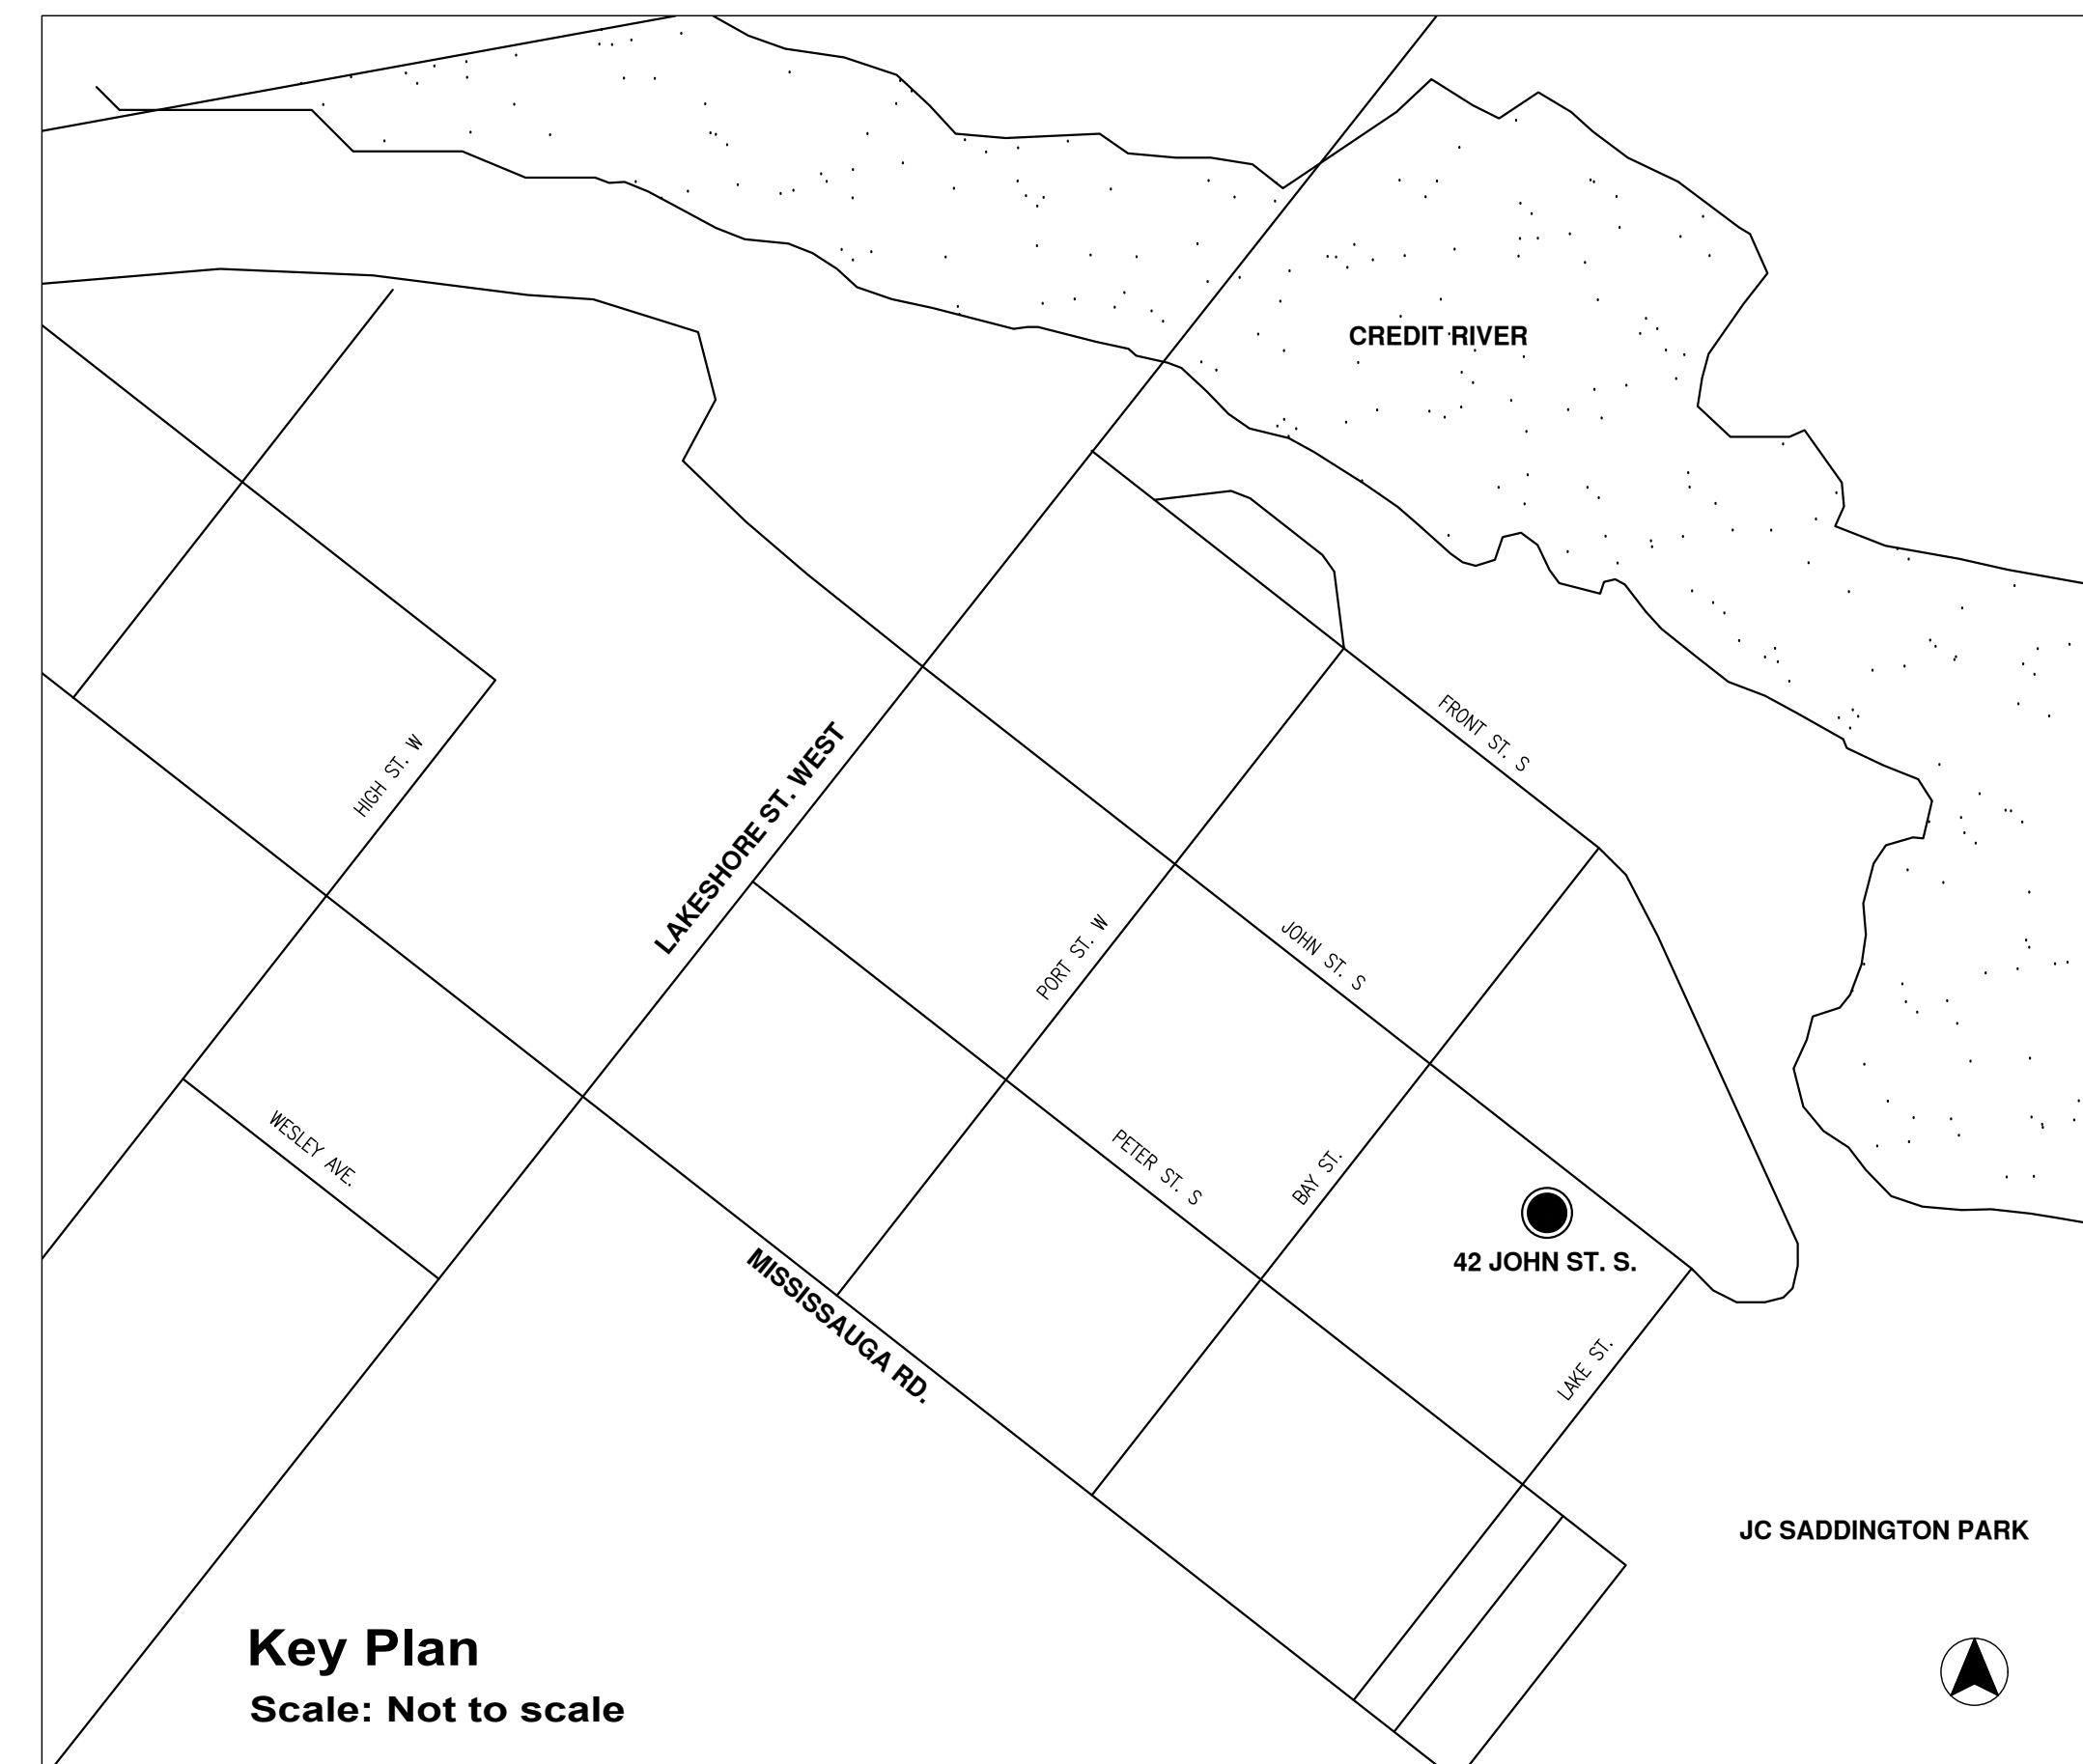 CREDIT RIVER
FRONT ST. S
HIGH ST. W
LAKESHORE ST. WEST
PORT ST. W
JOHN ST. S
WESLEY AVE.
PETER ST. S
BAY ST.
42 JOHN ST. S.
MISSISSAUGA RD.
LAKE ST.
JC SADDINGTON PARK
Key Plan
Scale: Not to scale